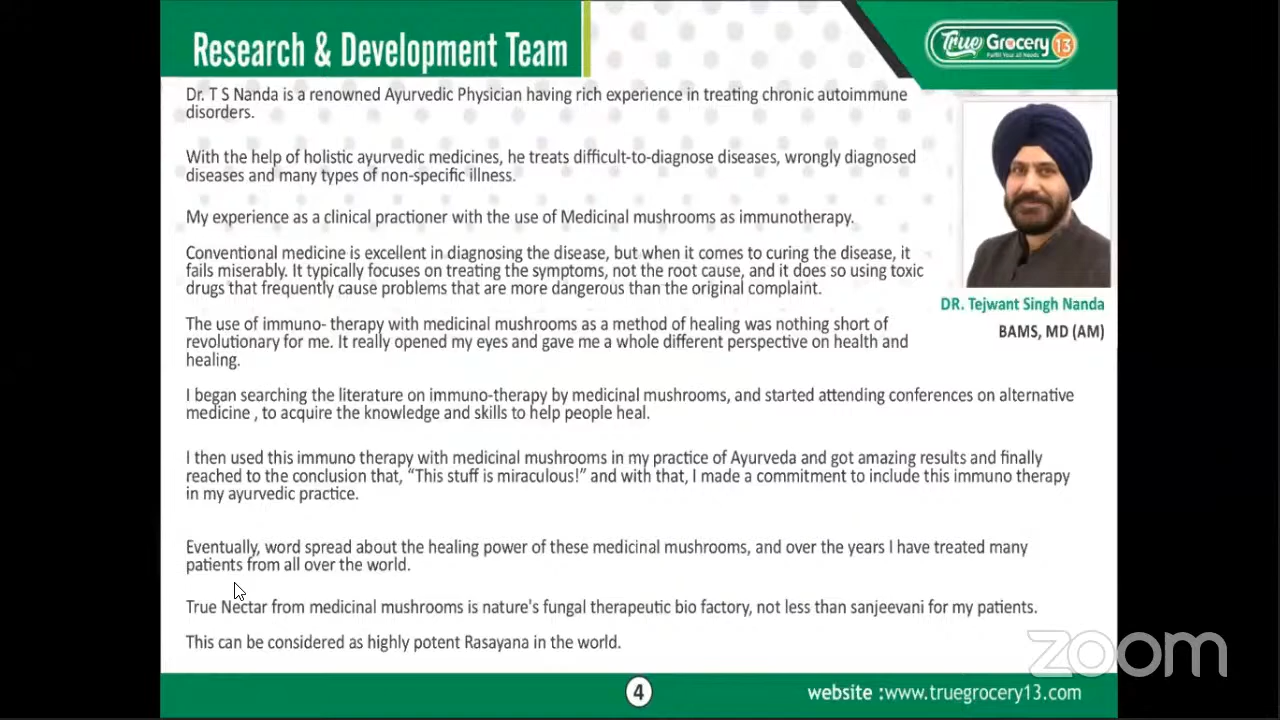 Research & Development Team
True Grocery 13
Fulfill Your all Needs
Dr. T S Nanda is a renowned Ayurvedic Physician having rich experience in treating chronic autoimmune
disorders.
With the help of holistic ayurvedic medicines, he treats difficult-to-diagnose diseases, wrongly diagnosed
diseases and many types of non-specific illness.
My experience as a clinical practioner with the use of Medicinal mushrooms as immunotherapy.
Conventional medicine is excellent in diagnosing the disease, but when it comes to curing the disease, it
fails miserably. It typically focuses on treating the symptoms, not the root cause, and it does so using toxic
drugs that frequently cause problems that are more dangerous than the original complaint.
DR. Tejwant Singh Nanda
BAMS, MD (AM)
The use of immuno- therapy with medicinal mushrooms as a method of healing was nothing short of
revolutionary for me. It really opened my eyes and gave me a whole different perspective on health and
healing.
I began searching the literature on immuno-therapy by medicinal mushrooms, and started attending conferences on alternative
medicine , to acquire the knowledge and skills to help people heal.
I then used this immuno therapy with medicinal mushrooms in my practice of Ayurveda and got amazing results and finally
reached to the conclusion that, “This stuff is miraculous!” and with that, I made a commitment to include this immuno therapy
in my ayurvedic practice.
Eventually, word spread about the healing power of these medicinal mushrooms, and over the years I have treated many
patients from all over the world.
True Nectar from medicinal mushrooms is nature's fungal therapeutic bio factory, not less than sanjeevani for my patients.
This can be considered as highly potent Rasayana in the world.
zoom
4
website :www.truegrocery13.com